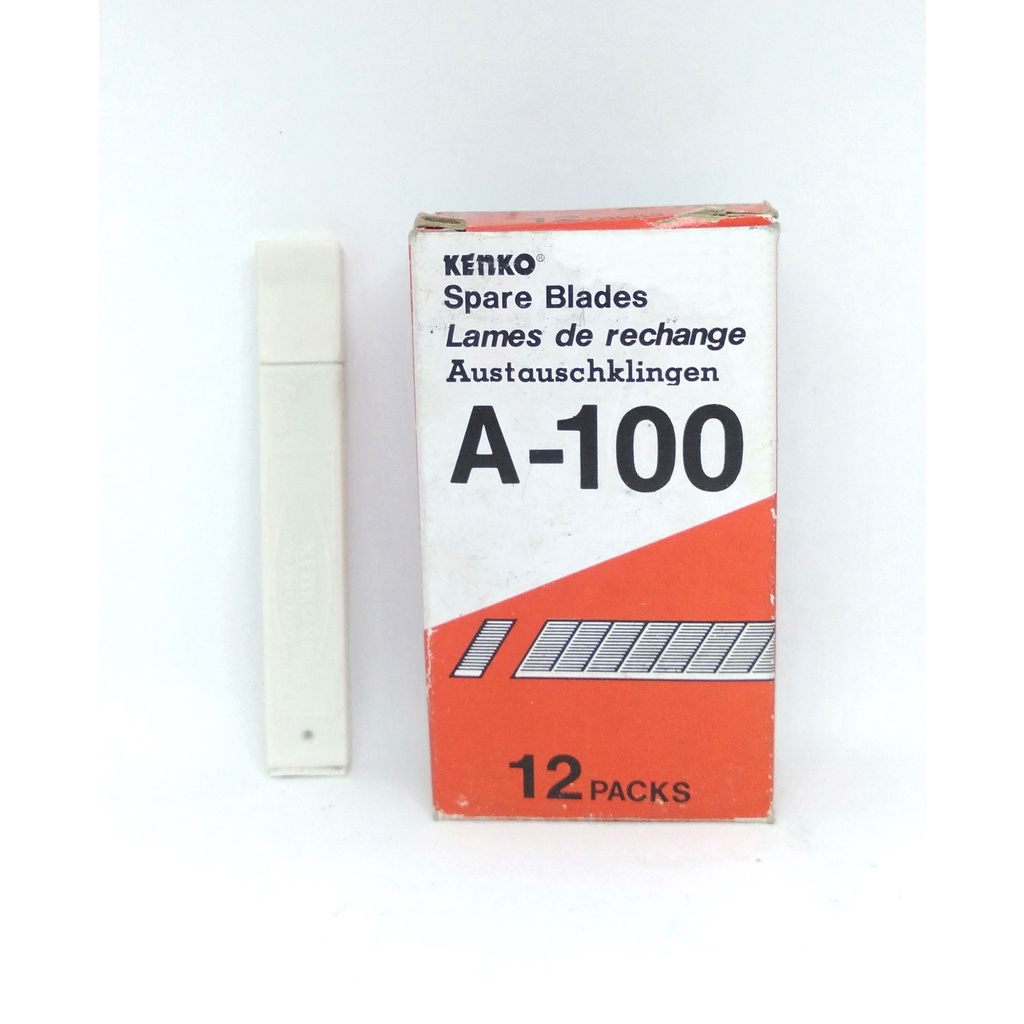 KENKO®
Spare Blades
Lames de rechange
Austauschklingen
A-100
12 PACKS